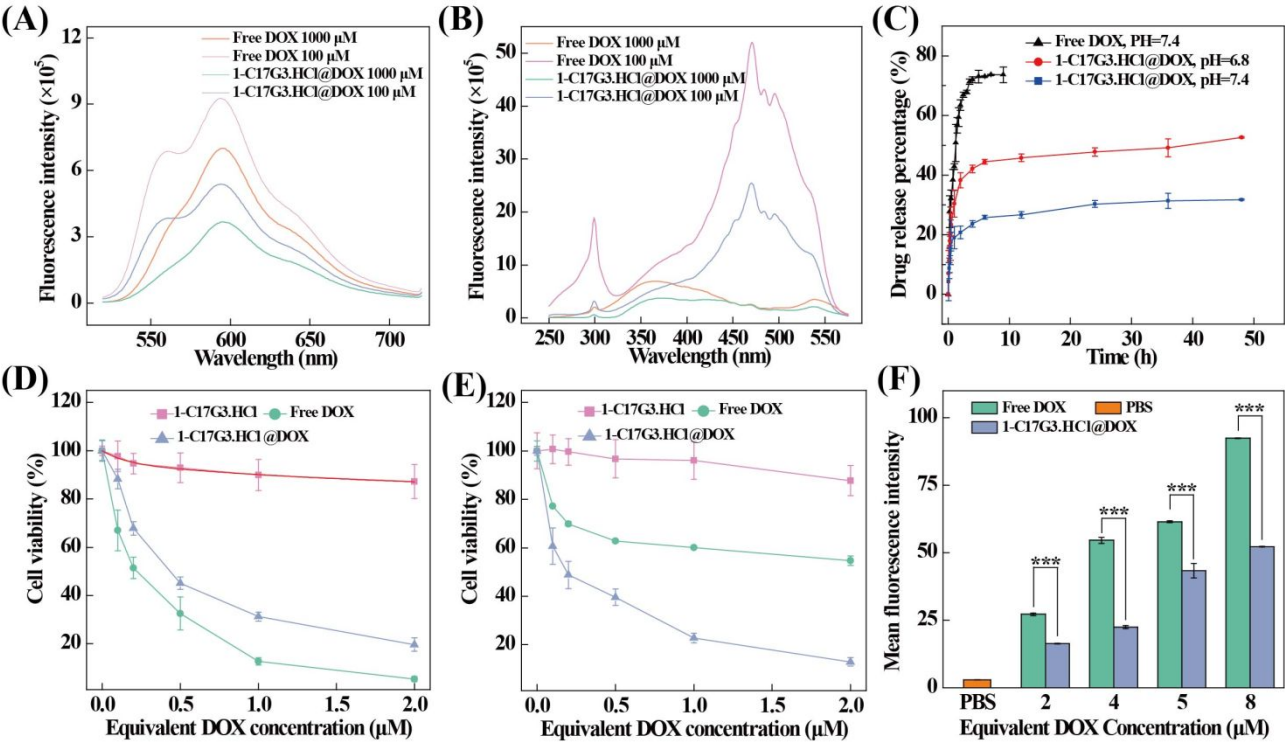 (A)
Fluorescence intensity (×10⁵)
12
9
6
3
0
Free DOX 1000 μM
Free DOX 100 μM
1-C17G3.HCl@DOX 1000 μM
1-C17G3.HCl@DOX 100 μM
550
600
650
700
Wavelength (nm)
(B)
Fluorescence intensity (×10⁵)
50
40
30
20
10
0
Free DOX 1000 μM
Free DOX 100 μM
1-C17G3.HCl@DOX 1000 μM
1-C17G3.HCl@DOX 100 μM
250
300
350
400
450
500
550
Wavelength (nm)
(C)
Drug release percentage (%)
80
60
40
20
0
Free DOX, PH=7.4
1-C17G3.HCl@DOX, pH=6.8
1-C17G3.HCl@DOX, pH=7.4
0
10
20
30
40
50
Time (h)
(D)
Cell viability (%)
120
100
80
60
40
20
1-C17G3.HCl
Free DOX
1-C17G3.HCl@DOX
0.0
0.5
1.0
1.5
2.0
Equivalent DOX concentration (μM)
(E)
Cell viability (%)
120
100
80
60
40
20
1-C17G3.HCl
Free DOX
1-C17G3.HCl@DOX
0.0
0.5
1.0
1.5
2.0
Equivalent DOX concentration (μM)
(F)
Mean fluorescence intensity
100
75
50
25
0
Free DOX
PBS
1-C17G3.HCl@DOX
***
***
***
***
PBS
2
4
5
8
Equivalent DOX Concentration (μM)